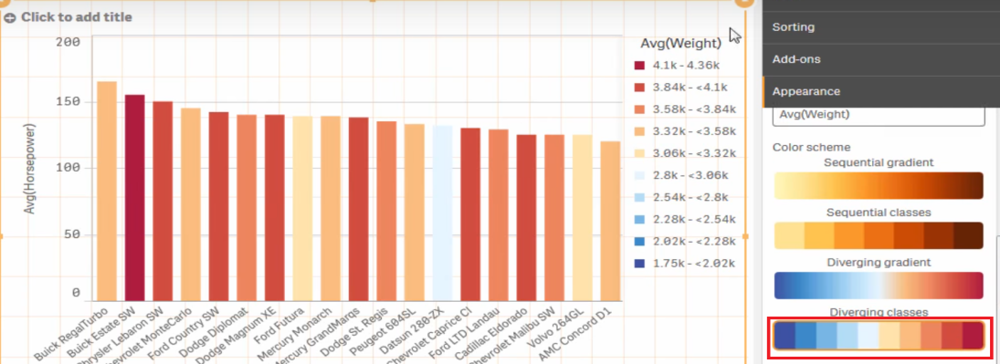 Click to add title
200
150
100
50
0
Avg(Horsepower)
Buick RegalTurbo
Buick Estate SW
Chrysler Lebaron SW
Chevrolet MonteCarlo
Ford Country SW
Dodge Diplomat
Dodge Magnum XE
Ford Futura
Mercury Monarch
Mercury GrandMarqs
Dodge St. Regis
Peugeot 604SL
Datsun 280-ZX
Chevrolet Caprice Cl
Ford LTD Landau
Cadillac Eldorado
Chevrolet Malibu SW
Volvo 264GL
AMC Concord D1
Avg(Weight)
4.1k - 4.36k
3.84k - <4.1k
3.58k - <3.84k
3.32k - <3.58k
3.06k - <3.32k
2.8k - <3.06k
2.54k - <2.8k
2.28k - <2.54k
2.02k - <2.28k
1.75k - <2.02k
Sorting
Add-ons
Appearance
Avg(Weight)
Color scheme
Sequential gradient
Sequential classes
Diverging gradient
Diverging classes